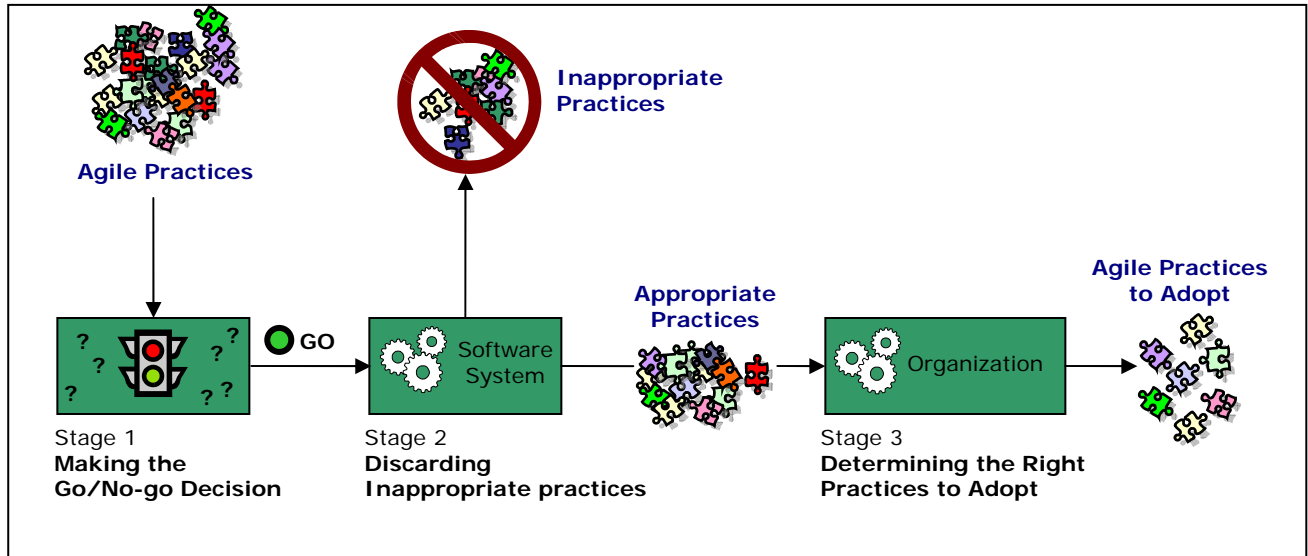 Agile Practices
Inappropriate
Practices
? ? ? ?
GO
? ? ? ?
Software
System
Appropriate
Practices
Organization
Agile Practices
to Adopt
Stage 1
Making the
Go/No-go Decision
Stage 2
Discarding
Inappropriate practices
Stage 3
Determining the Right
Practices to Adopt